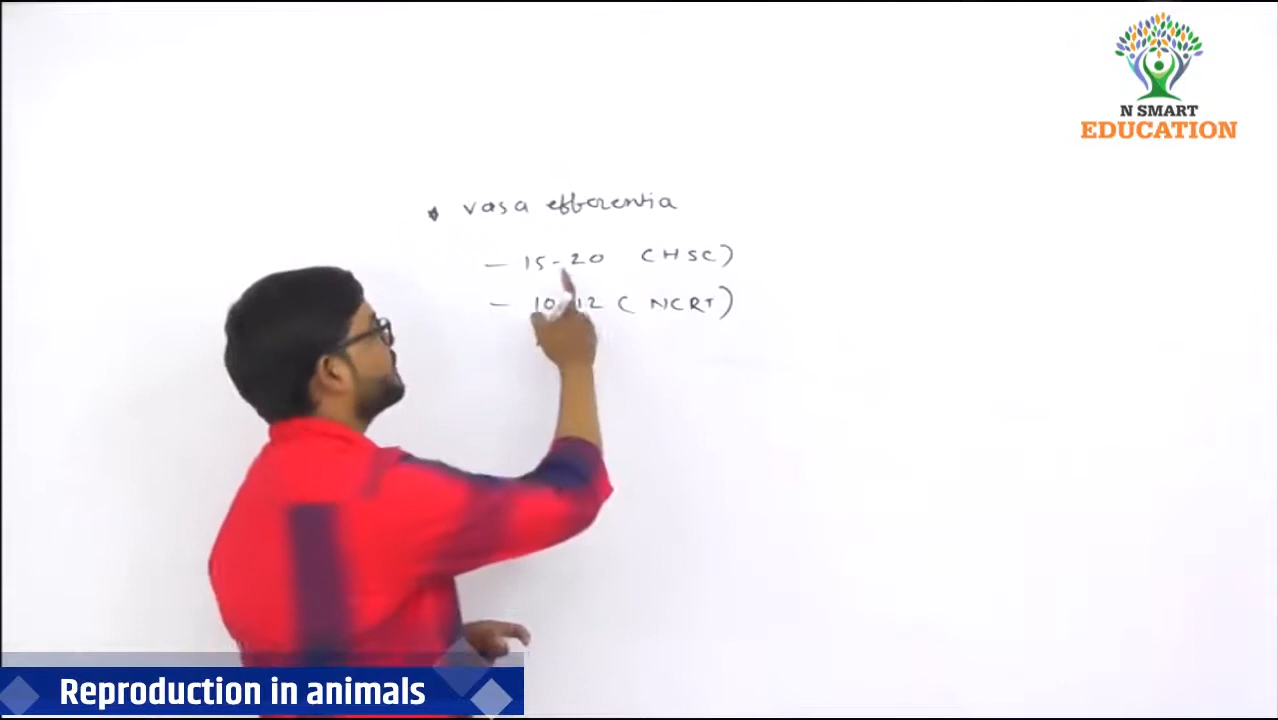 N SMART
EDUCATION
vasa efferentia
- 15-20 (HSC)
- 10-12 (NCRT)
Reproduction in animals